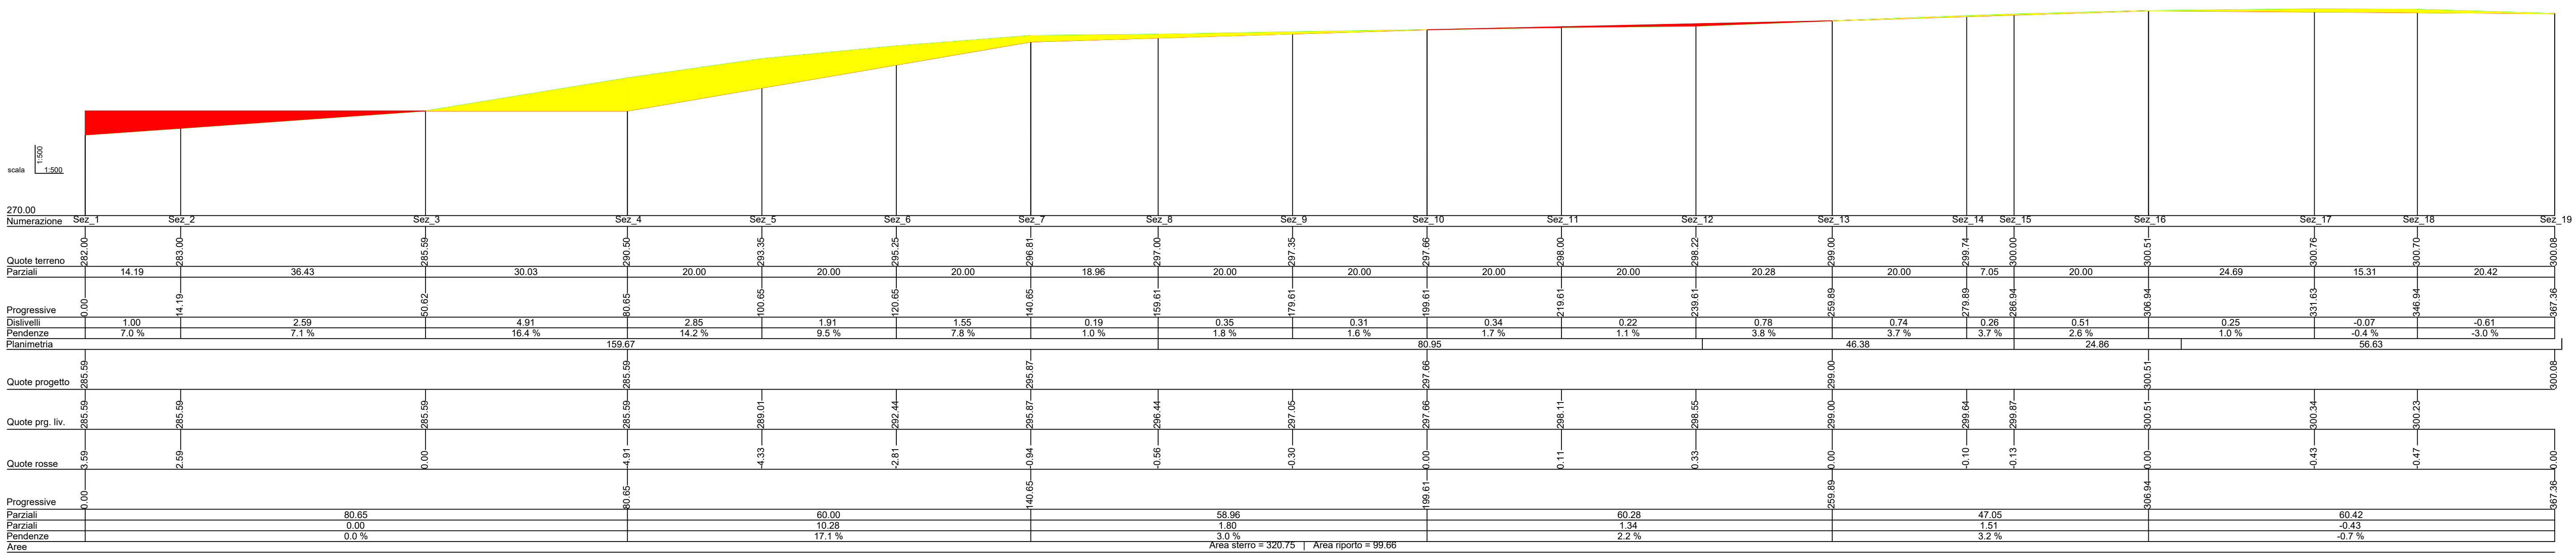 1:500
scala 1:500
270.00
Numerazione Sez_1 Sez_2 Sez_3 Sez_4 Sez_5 Sez_6 Sez_7 Sez_8 Sez_9 Sez_10 Sez_11 Sez_12 Sez_13 Sez_14 Sez_15 Sez_16 Sez_17 Sez_18 Sez_19
Quote terreno 282.00 283.00 285.59 290.50 293.35 295.25 296.81 297.00 297.35 297.66 298.00 298.22 299.00 299.74 300.00 300.51 300.76 300.70 300.08
Parziali 14.19 36.43 30.03 20.00 20.00 20.00 18.96 20.00 20.00 20.00 20.00 20.28 20.00 7.05 20.00 24.69 15.31 20.42
Progressive 0.00 14.19 50.62 80.65 100.65 120.65 140.65 159.61 179.61 199.61 219.61 239.61 259.89 279.89 286.94 306.94 331.63 346.94 367.36
Dislivelli 1.00 2.59 4.91 2.85 1.91 1.55 0.19 0.35 0.31 0.34 0.22 0.78 0.74 0.26 0.51 0.25 -0.07 -0.61
Pendenze 7.0 % 7.1 % 16.4 % 14.2 % 9.5 % 7.8 % 1.0 % 1.8 % 1.6 % 1.7 % 1.1 % 3.8 % 3.7 % 3.7 % 2.6 % 1.0 % -0.4 % -3.0 %
Planimetria 159.67 80.95 46.38 24.86 56.63
Quote progetto 285.59 285.59 295.87 297.66 299.00 300.51 300.08
Quote prg. liv. 285.59 285.59 285.59 285.59 289.01 292.44 295.87 296.44 297.05 297.66 298.11 298.55 299.00 299.64 299.87 300.51 300.34 300.23
Quote rosse 3.59 2.59 0.00 -4.91 -4.33 -2.81 -0.94 -0.56 -0.30 0.00 0.11 0.33 0.00 -0.10 -0.13 0.00 -0.43 -0.47 0.00
Progressive 0.00 80.65 140.65 199.61 259.89 306.94 367.36
Parziali 80.65 60.00 58.96 60.28 47.05 60.42
Parziali 0.00 10.28 1.80 1.34 1.51 -0.43
Pendenze 0.0 % 17.1 % 3.0 % 2.2 % 3.2 % -0.7 %
Aree Area sterro = 320.75 | Area riporto = 99.66